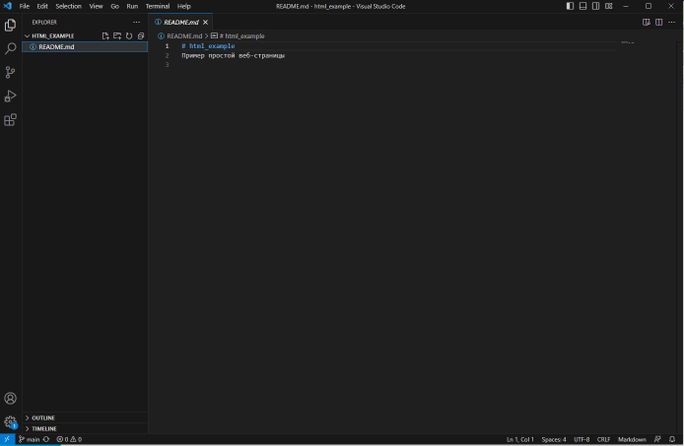 File Edit Selection View Go Run Terminal Help
README.md - html_example - Visual Studio Code
EXPLORER
HTML_EXAMPLE
README.md
OUTLINE
TIMELINE
README.md
README.md > # html_example
1 # html_example
2 Пример простой веб-страницы
3
main 0 0
Ln 1, Col 1 Spaces: 4 UTF-8 CRLF Markdown